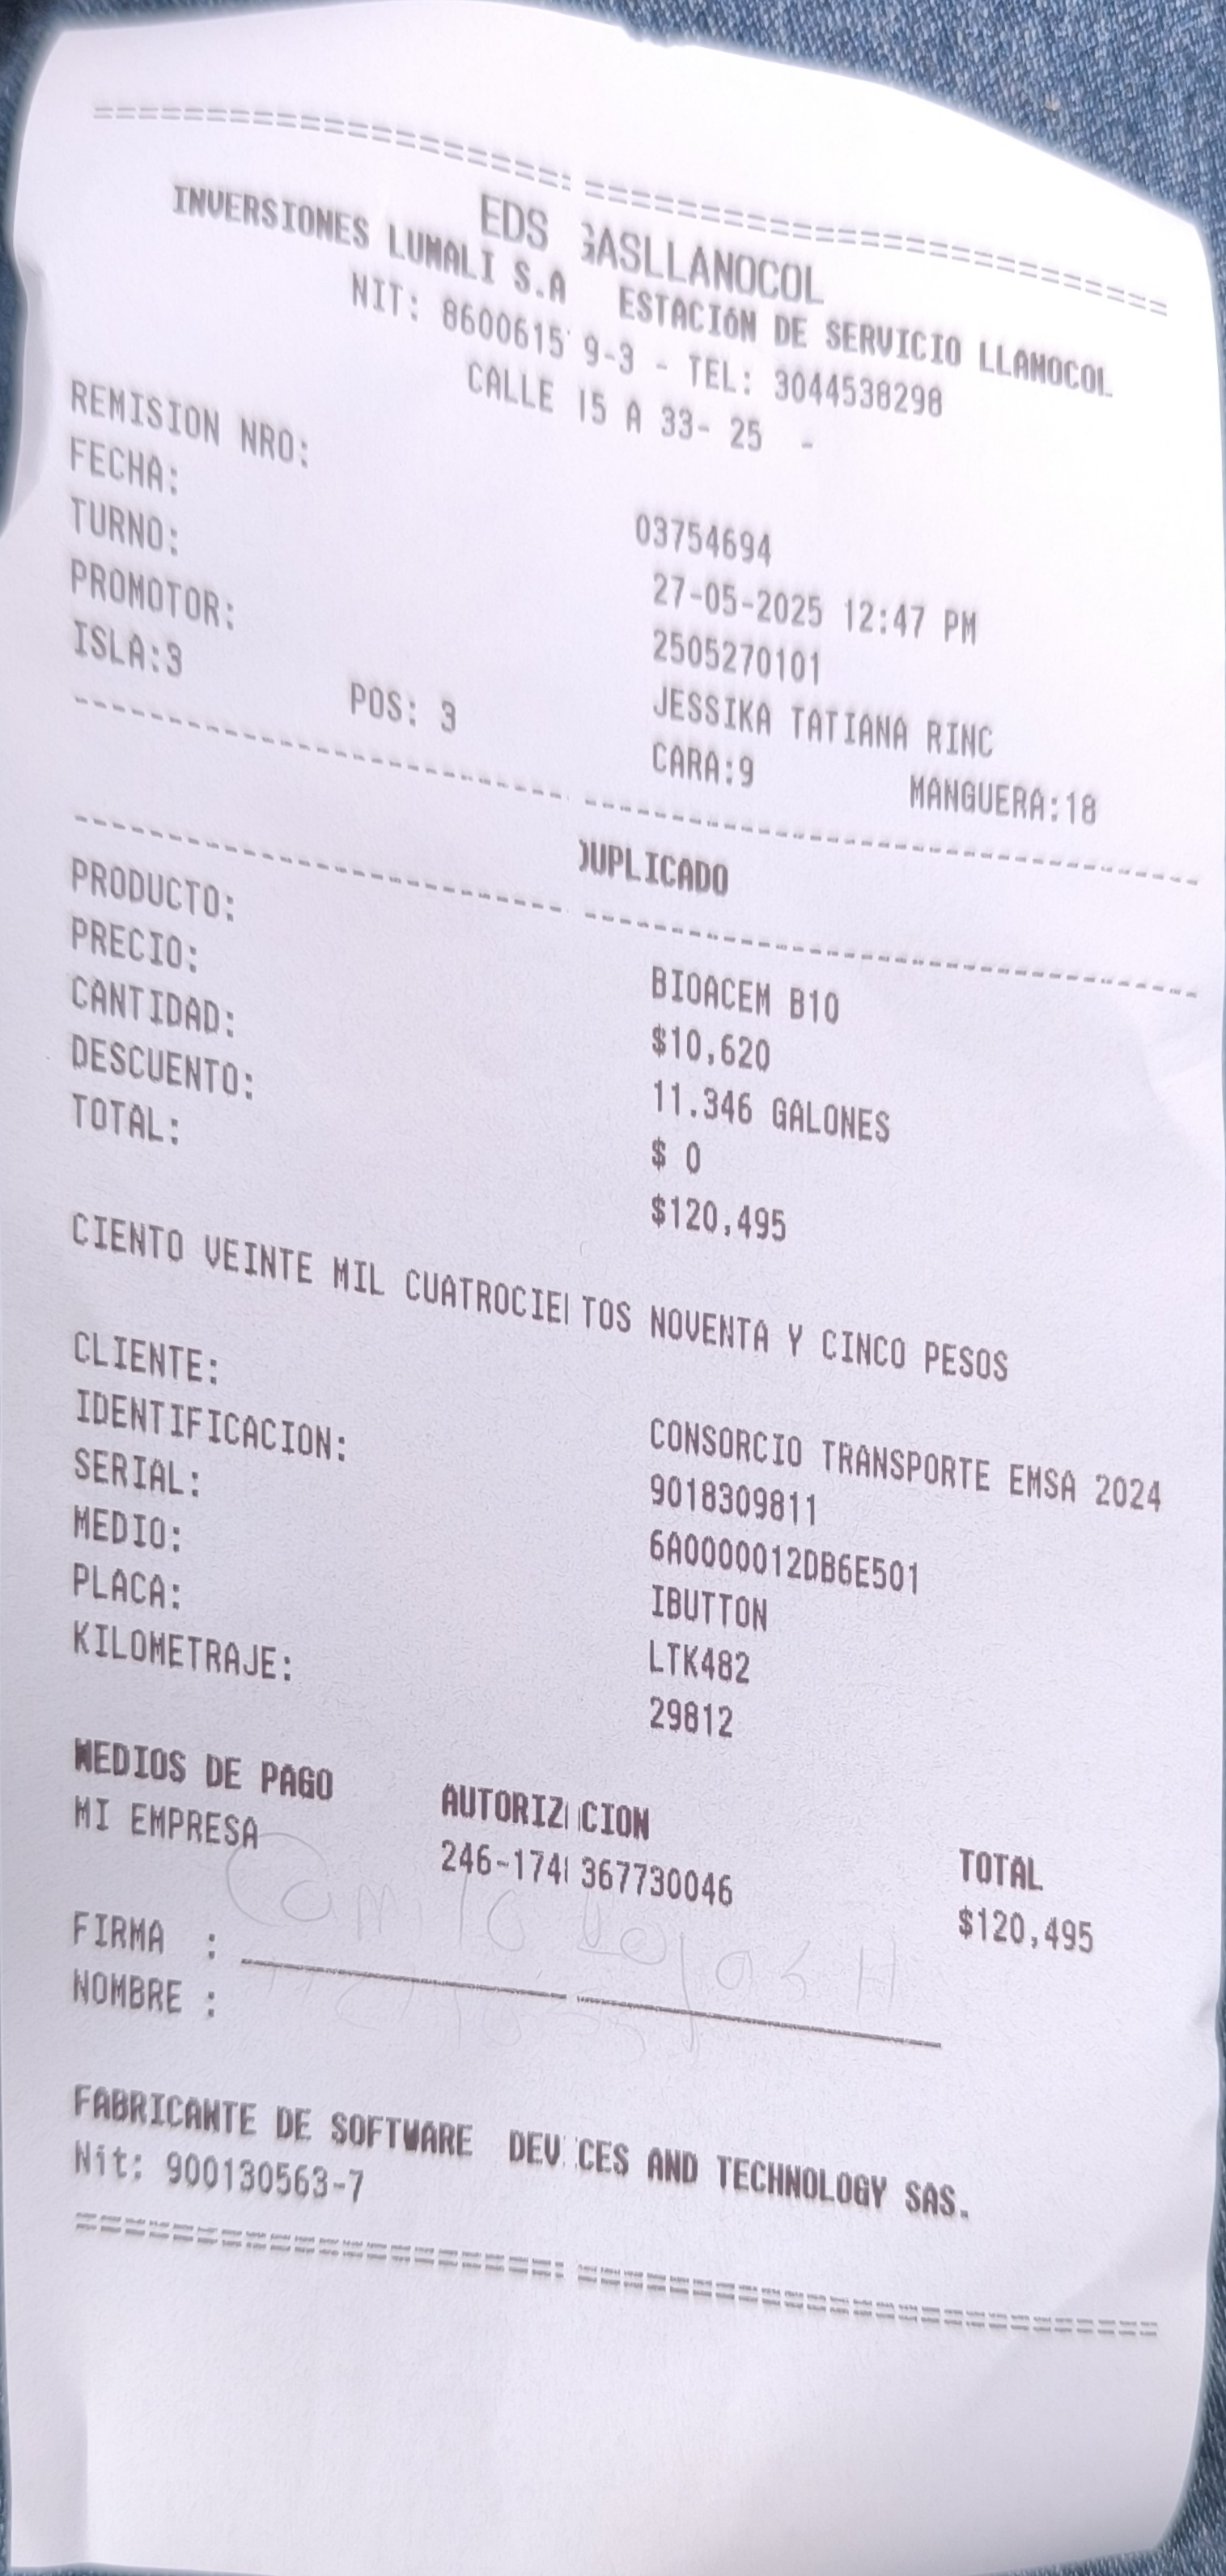 ================================================
EDS GASLLANOCOL
INVERSIONES LUMALI S.A ESTACIóN DE SERVICIO LLANOCOL
NIT: 8600615 9-3 - TEL: 3044538298
CALLE 15 A 33- 25 -
REMISION NRO: 03754694
FECHA: 27-05-2025 12:47 PM
TURNO: 2505270101
PROMOTOR: JESSIKA TATIANA RINC
ISLA:3 POS: 3 CARA:9 MANGUERA:18
------------------------------------------------
DUPLICADO
------------------------------------------------
PRODUCTO: BIOACEM B10
PRECIO: $10,620
CANTIDAD: 11.346 GALONES
DESCUENTO: $ 0
TOTAL: $120,495
CIENTO VEINTE MIL CUATROCIENTOS NOVENTA Y CINCO PESOS
CLIENTE: CONSORCIO TRANSPORTE EMSA 2024
IDENTIFICACION: 9018309811
SERIAL: 6A0000012DB6E501
MEDIO: IBUTTON
PLACA: LTK482
KILOMETRAJE: 29812
MEDIOS DE PAGO AUTORIZACION TOTAL
MI EMPRESA 246-1748367730046 $120,495
Camilo
FIRMA :
NOMBRE :
FABRICANTE DE SOFTWARE DEVICES AND TECHNOLOGY SAS.
Nit: 900130563-7
================================================